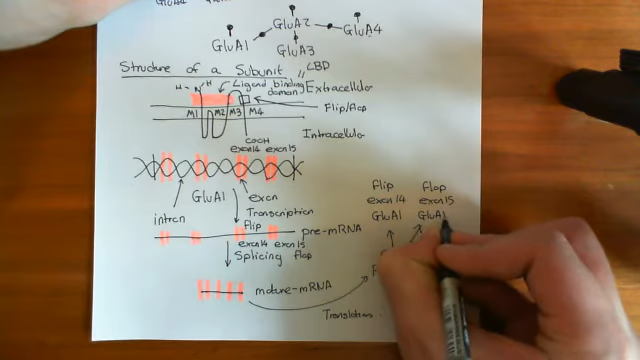 GluA2
GluA1
GluA4
GluA3
Structure of a Subunit
LBD
H
N
H
Ligand binding domain
Extracellular
Flip/flop
M1 M2 M3 M4
Intracellular
COOH
exon14 exon15
GluA1
intron
exon
Transcription
Flip
pre-mRNA
exon14 exon15
Splicing Flop
mature-mRNA
Translation
Flip Flop
exon14 exon15
GluA1 GluA1